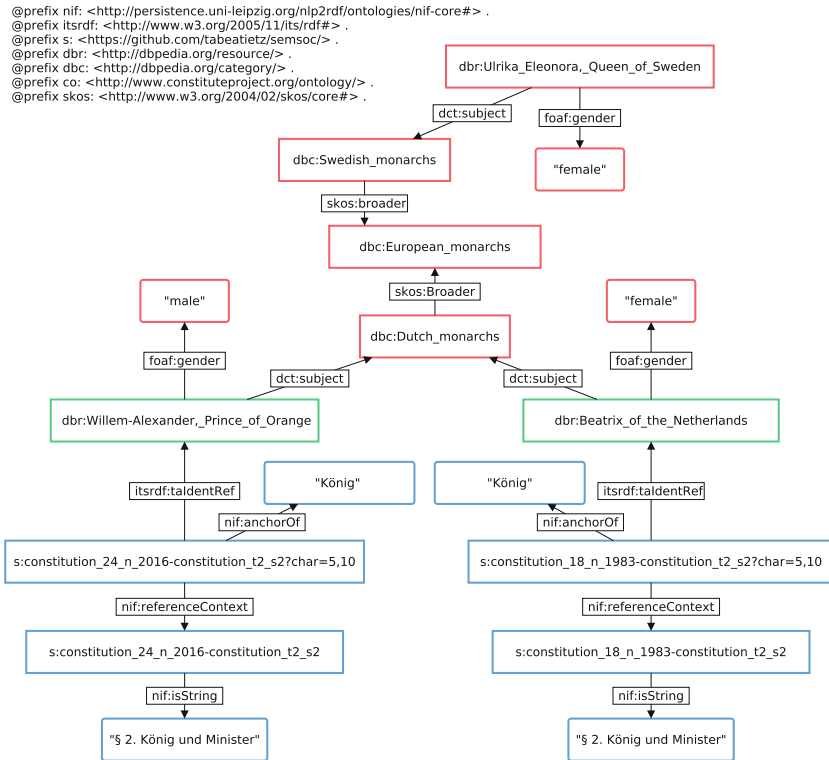 @prefix nif: <http://persistence.uni-leipzig.org/nlp2rdf/ontologies/nif-core#> .
@prefix itsrdf: <http://www.w3.org/2005/11/its/rdf#> .
@prefix s: <https://github.com/tabeatietz/semsoc/> .
@prefix dbr: <http://dbpedia.org/resource/> .
@prefix dbc: <http://dbpedia.org/category/> .
@prefix co: <http://www.constituteproject.org/ontology/> .
@prefix skos: <http://www.w3.org/2004/02/skos/core#> .
dbr:Ulrika_Eleonora,_Queen_of_Sweden
dct:subject
foaf:gender
dbc:Swedish_monarchs
"female"
skos:broader
dbc:European_monarchs
skos:Broader
"male"
"female"
dbc:Dutch_monarchs
foaf:gender
foaf:gender
dct:subject
dct:subject
dbr:Willem-Alexander,_Prince_of_Orange
dbr:Beatrix_of_the_Netherlands
"König"
"König"
itsrdf:taIdentRef
itsrdf:taIdentRef
nif:anchorOf
nif:anchorOf
s:constitution_24_n_2016-constitution_t2_s2?char=5,10
s:constitution_18_n_1983-constitution_t2_s2?char=5,10
nif:referenceContext
nif:referenceContext
s:constitution_24_n_2016-constitution_t2_s2
s:constitution_18_n_1983-constitution_t2_s2
nif:isString
nif:isString
"§ 2. König und Minister"
"§ 2. König und Minister"